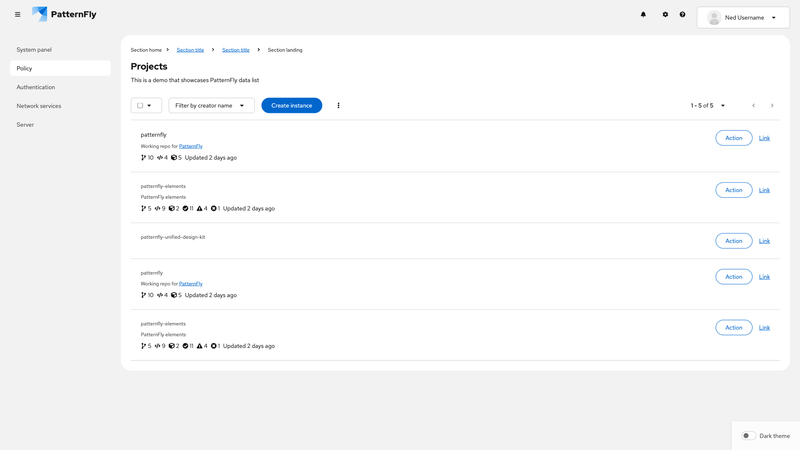 PatternFly
Ned Username
System panel
Policy
Authentication
Network services
Server
Section home Section title Section title Section landing
Projects
This is a demo that showcases PatternFly data list
Filter by creator name Create instance 1 - 5 of 5
patternfly
Working repo for PatternFly
10 4 5 Updated 2 days ago
Action Link
patternfly-elements
PatternFly elements
5 9 2 11 4 1 Updated 2 days ago
Action Link
patternfly-unified-design-kit
Action Link
patternfly
Working repo for PatternFly
10 4 5 Updated 2 days ago
Action Link
patternfly-elements
PatternFly elements
5 9 2 11 4 1 Updated 2 days ago
Action Link
Dark theme